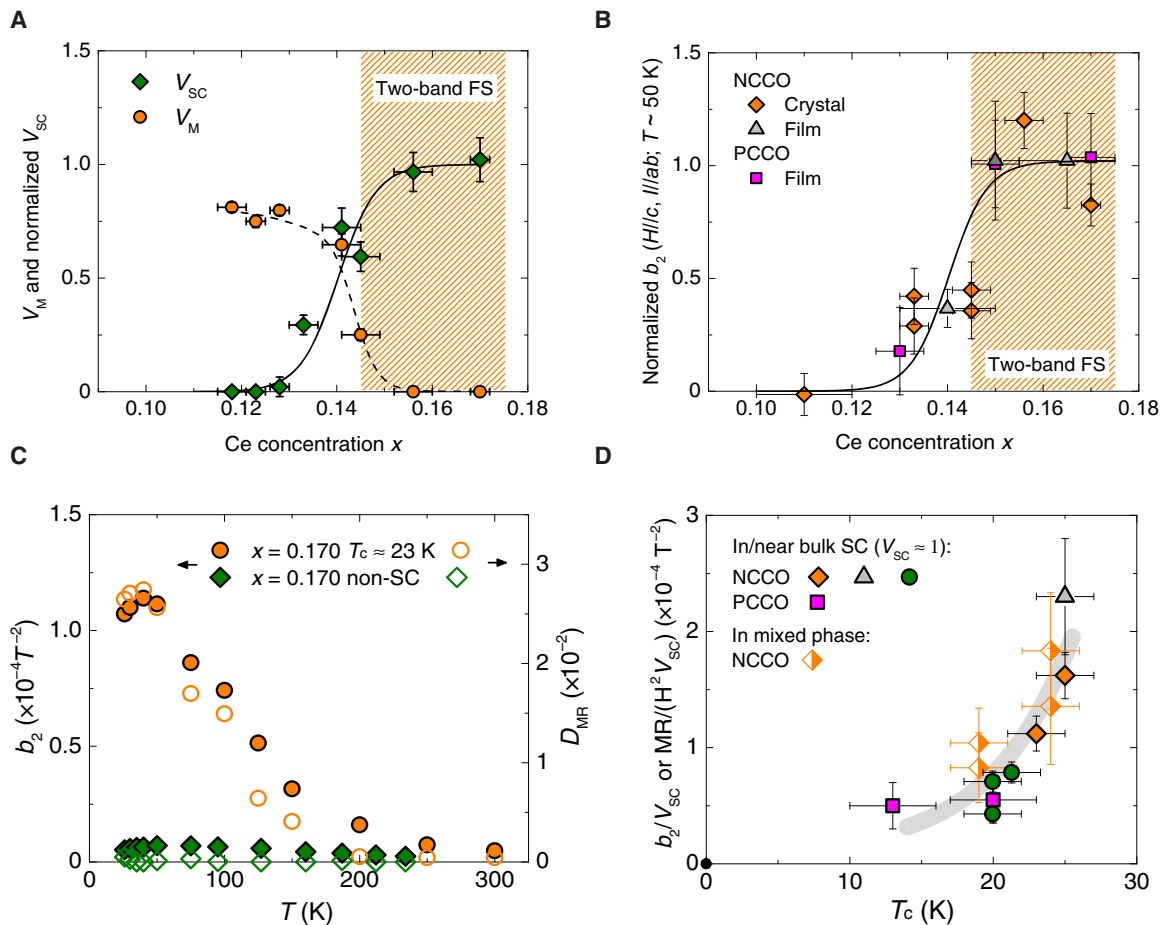 A
V_M and normalized V_SC
1.5
1.0
0.5
0
V_SC
V_M
Two-band FS
0.10 0.12 0.14 0.16 0.18
Ce concentration x
B
Normalized b_2 (H//c, I//ab; T ~ 50 K)
1.5
1.0
0.5
0
NCCO
Crystal
Film
PCCO
Film
Two-band FS
0.10 0.12 0.14 0.16 0.18
Ce concentration x
C
b_2 (×10^-4 T^-2)
1.5
1.0
0.5
0
x = 0.170 T_c ≈ 23 K
x = 0.170 non-SC
3
2
1
0
D_MR (×10^-2)
0 100 200 300
T (K)
D
b_2/V_SC or MR/(H^2 V_SC) (×10^-4 T^-2)
3
2
1
0
In/near bulk SC (V_SC ≈ 1):
NCCO
PCCO
In mixed phase:
NCCO
0 10 20 30
T_c (K)